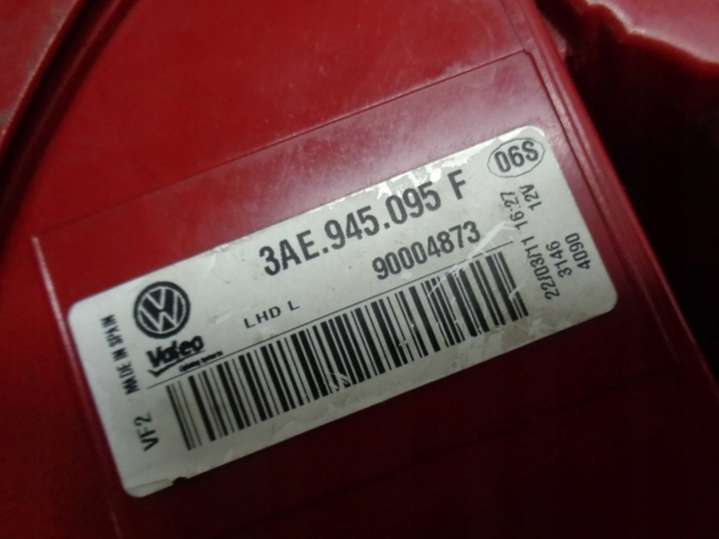 06S
3AE.945.095 F
90004873
LHD L
22/03/11 16:27
12V
3146
4090
VW
Valeo
MADE IN SPAIN
VF2